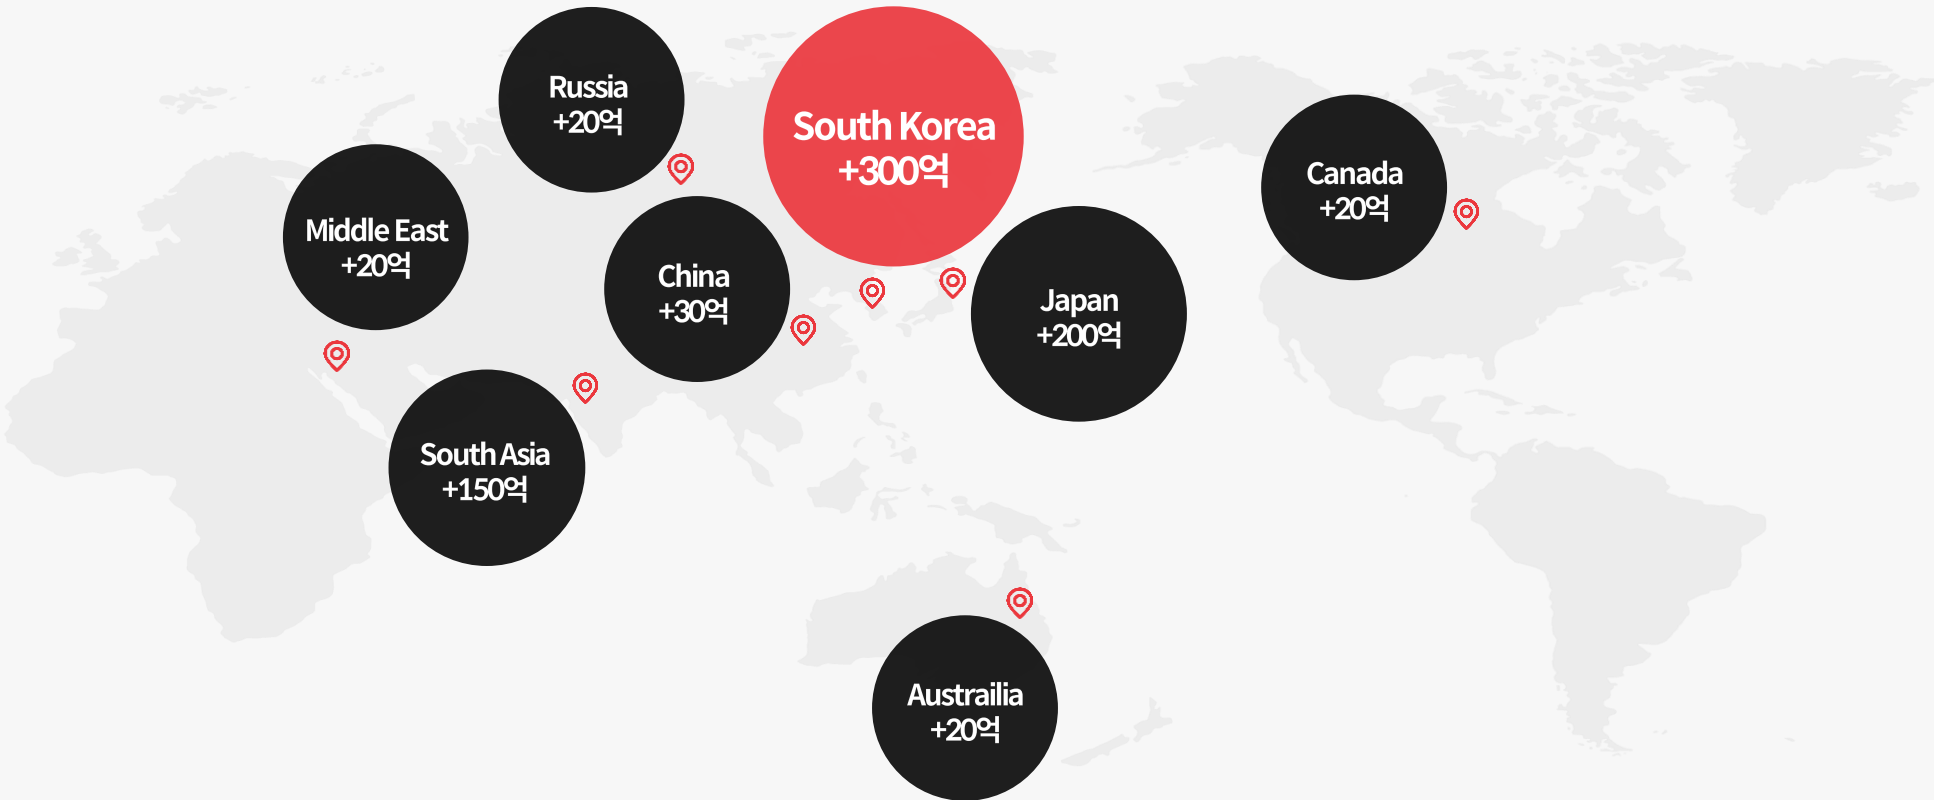 Russia
+20억
South Korea
+300억
Canada
+20억
Middle East
+20억
China
+30억
Japan
+200억
South Asia
+150억
Austrailia
+20억